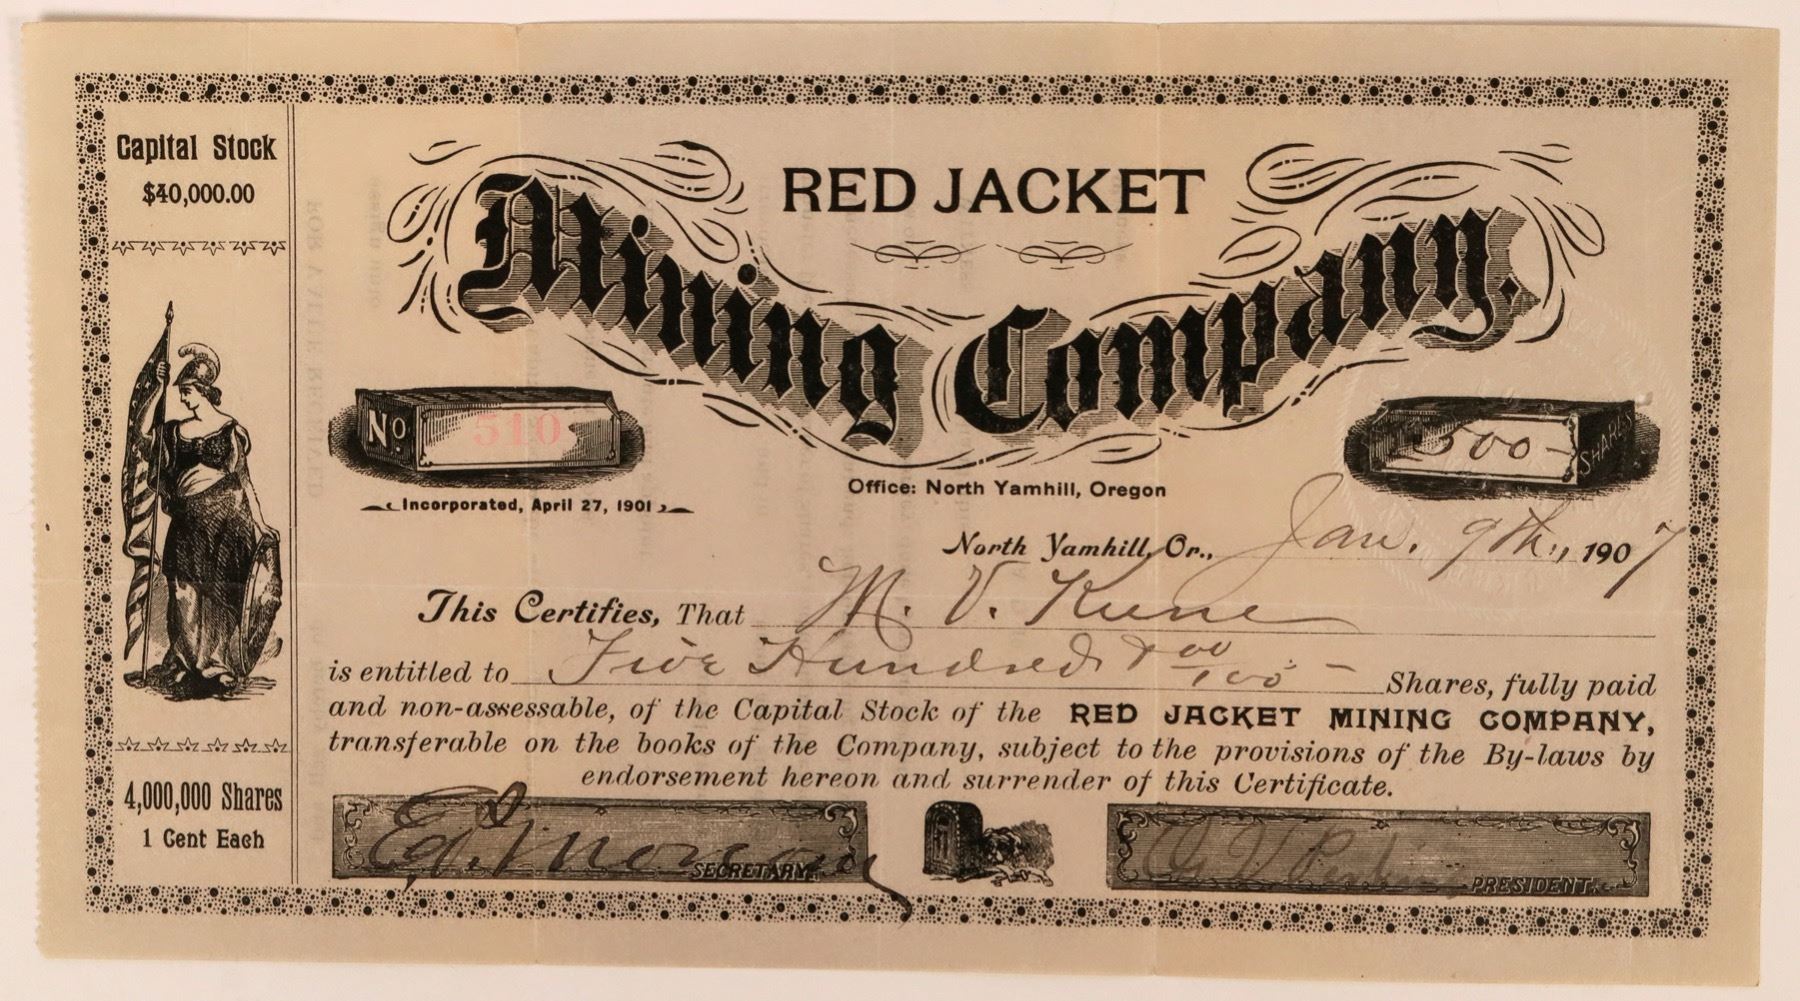 Capital Stock
$40,000.00
4,000,000 Shares
1 Cent Each
RED JACKET
Mining Company.
No. 510
500- SHARES
Incorporated, April 27, 1901
Office: North Yamhill, Oregon
North Yamhill, Or., Jan. 9th, 1907
This Certifies, That M. V. Kune
is entitled to Five Hundred & 00/100 - Shares, fully paid
and non-assessable, of the Capital Stock of the RED JACKET MINING COMPANY,
transferable on the books of the Company, subject to the provisions of the By-laws by
endorsement hereon and surrender of this Certificate.
SECRETARY.
PRESIDENT.